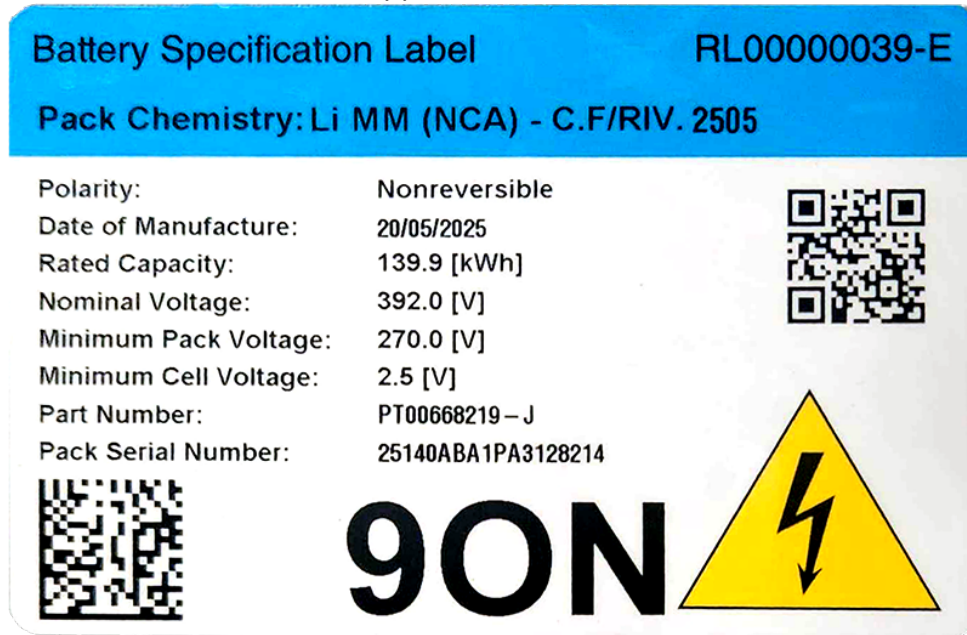 Battery Specification Label RL00000039-E
Pack Chemistry: Li MM (NCA) - C.F/RIV. 2505
Polarity: Nonreversible
Date of Manufacture: 20/05/2025
Rated Capacity: 139.9 [kWh]
Nominal Voltage: 392.0 [V]
Minimum Pack Voltage: 270.0 [V]
Minimum Cell Voltage: 2.5 [V]
Part Number: PT00668219-J
Pack Serial Number: 25140ABA1PA3128214
9ON